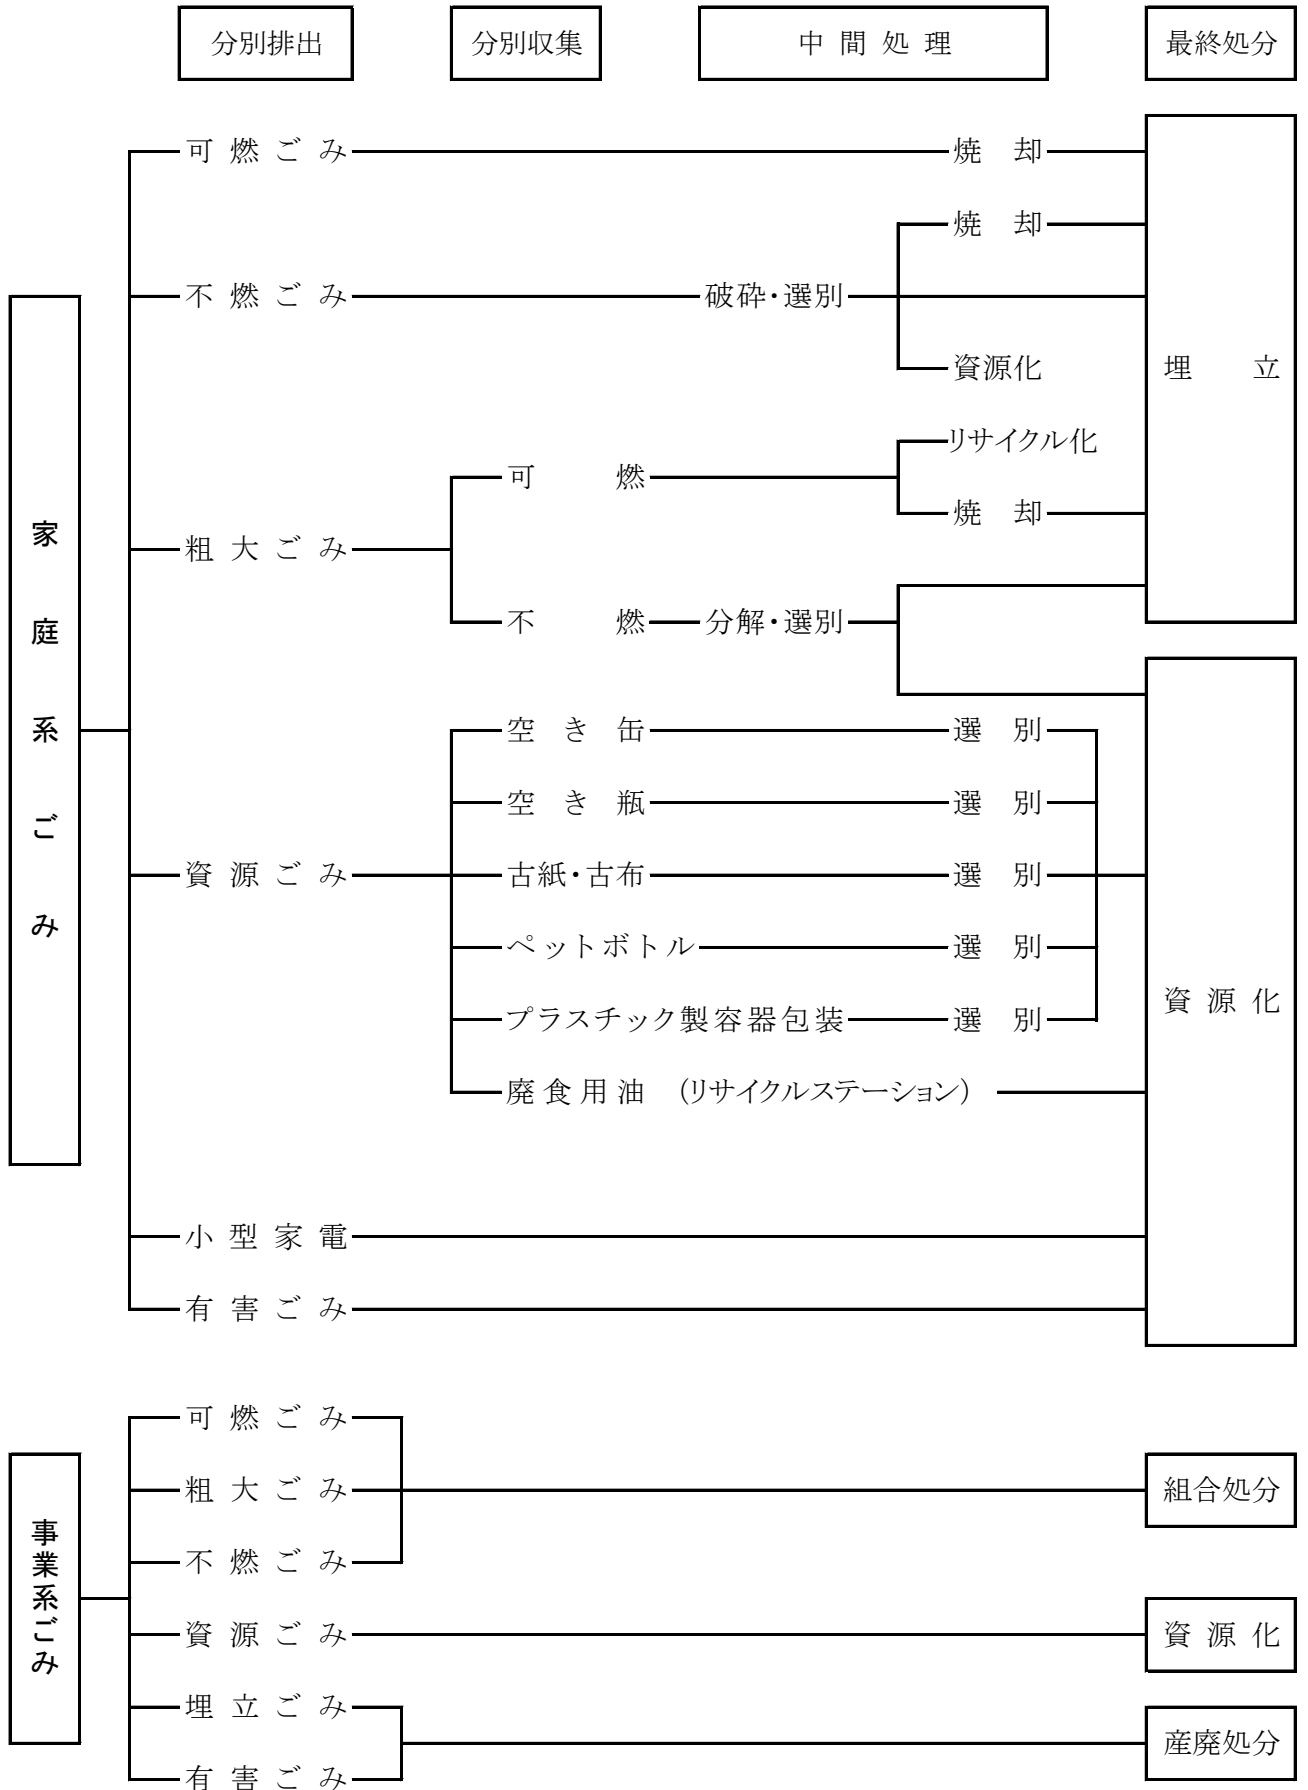 分別排出 分別収集 中間処理 最終処分
可燃ごみ 焼却
焼却
不燃ごみ 破砕・選別
資源化 埋立
リサイクル化
可燃
焼却
粗大ごみ
不燃 分解・選別
家庭系ごみ
空き缶 選別
空き瓶 選別
資源ごみ 古紙・古布 選別
ペットボトル 選別
資源化
プラスチック製容器包装 選別
廃食用油 (リサイクルステーション)
小型家電
有害ごみ
可燃ごみ
粗大ごみ 組合処分
不燃ごみ
事業系ごみ
資源ごみ 資源化
埋立ごみ
産廃処分
有害ごみ